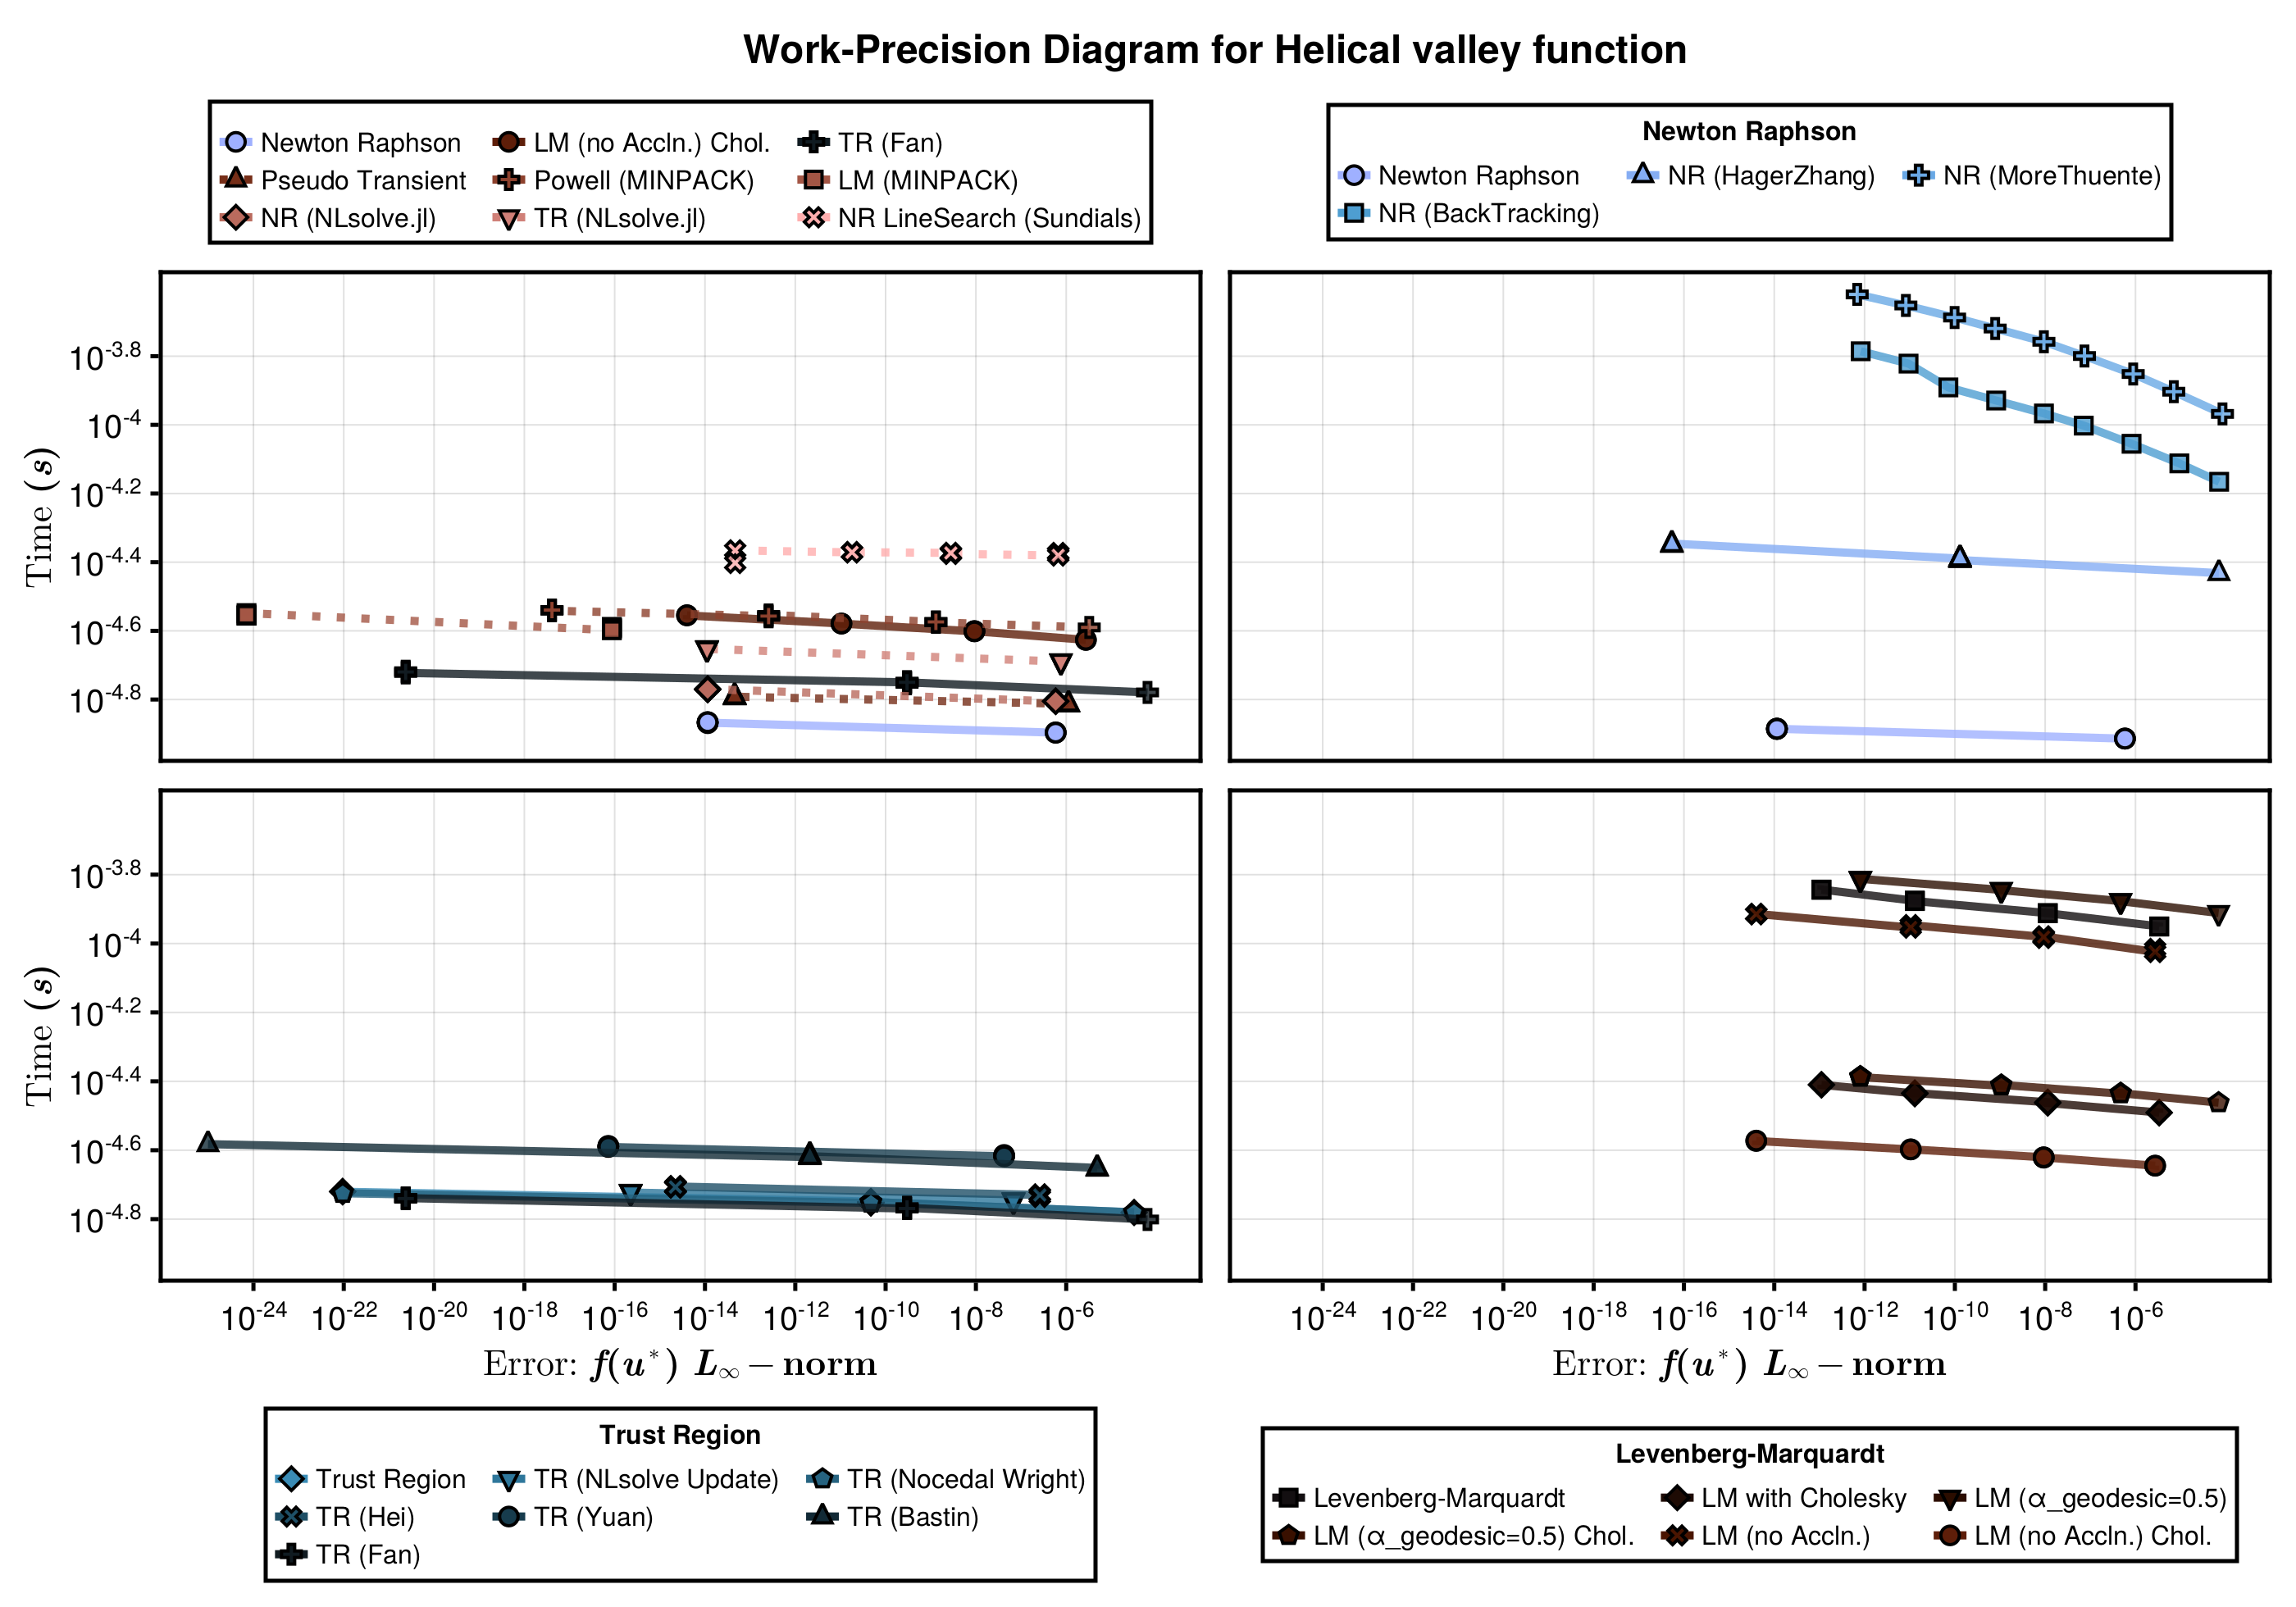 Work-Precision Diagram for Helical valley function
Newton Raphson LM (no Accln.) Chol. TR (Fan)
Pseudo Transient Powell (MINPACK) LM (MINPACK)
NR (NLsolve.jl) TR (NLsolve.jl) NR LineSearch (Sundials)
Newton Raphson
Newton Raphson NR (HagerZhang) NR (MoreThuente)
NR (BackTracking)
10^-3.8
10^-4
10^-4.2
10^-4.4
10^-4.6
10^-4.8
Time (s)
10^-3.8
10^-4
10^-4.2
10^-4.4
10^-4.6
10^-4.8
Time (s)
10^-24 10^-22 10^-20 10^-18 10^-16 10^-14 10^-12 10^-10 10^-8 10^-6
Error: f(u*) L∞ − norm
10^-24 10^-22 10^-20 10^-18 10^-16 10^-14 10^-12 10^-10 10^-8 10^-6
Error: f(u*) L∞ − norm
Trust Region
Trust Region TR (NLsolve Update) TR (Nocedal Wright)
TR (Hei) TR (Yuan) TR (Bastin)
TR (Fan)
Levenberg-Marquardt
Levenberg-Marquardt LM with Cholesky LM (α_geodesic=0.5)
LM (α_geodesic=0.5) Chol. LM (no Accln.) LM (no Accln.) Chol.